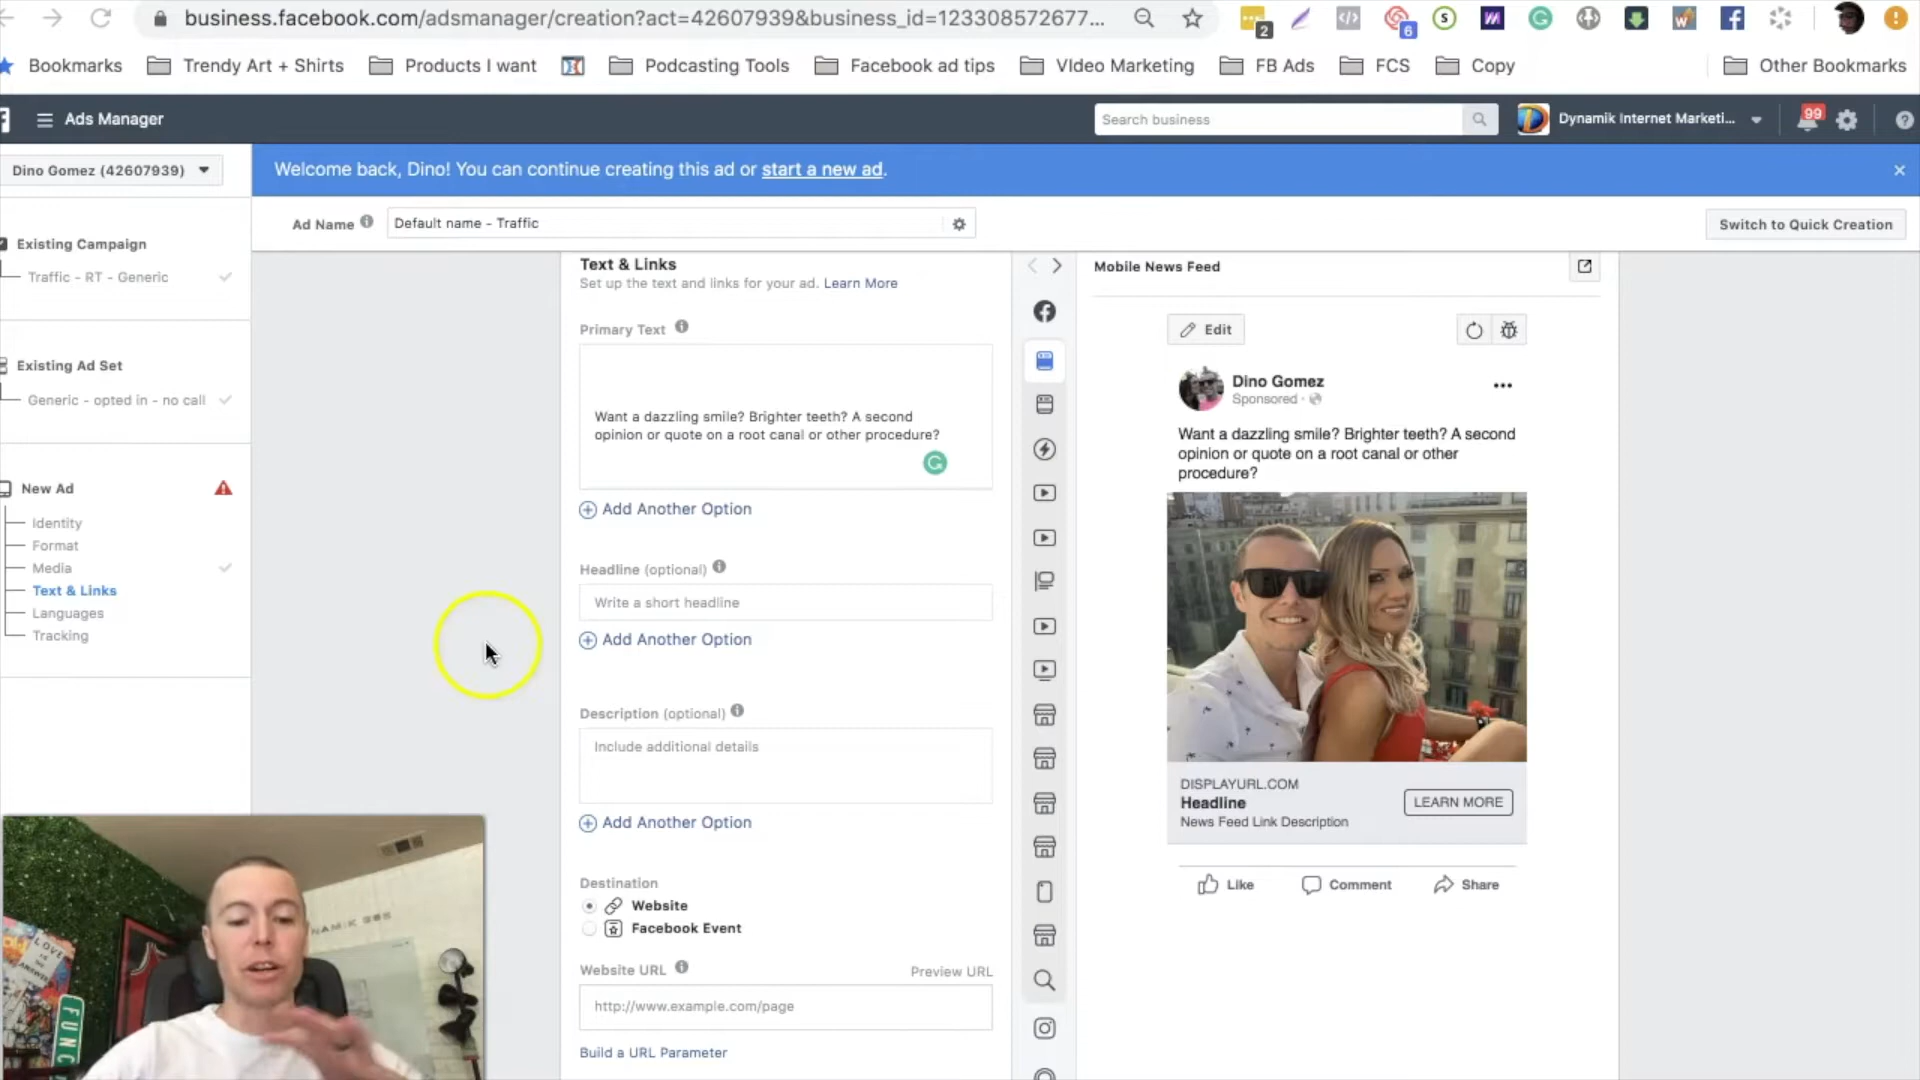 business.facebook.com/adsmanager/creation?act=42607939&business_id=123308572677...
2
6
Bookmarks
Trendy Art + Shirts
Products I want
Podcasting Tools
Facebook ad tips
VIdeo Marketing
FB Ads
FCS
Copy
Other Bookmarks
Ads Manager
Search business
Dynamik Internet Marketi...
99
Dino Gomez (42607939)
Welcome back, Dino! You can continue creating this ad or start a new ad.
Ad Name
Default name - Traffic
Switch to Quick Creation
Existing Campaign
Traffic - RT - Generic
Existing Ad Set
Generic - opted in - no call
New Ad
Identity
Format
Media
Text & Links
Languages
Tracking
Text & Links
Set up the text and links for your ad. Learn More
Primary Text
Want a dazzling smile? Brighter teeth? A second
opinion or quote on a root canal or other procedure?
Add Another Option
Headline (optional)
Write a short headline
Add Another Option
Description (optional)
Include additional details
Add Another Option
Destination
Website
Facebook Event
Website URL
Preview URL
http://www.example.com/page
Build a URL Parameter
Mobile News Feed
Edit
Dino Gomez
Sponsored ·
Want a dazzling smile? Brighter teeth? A second
opinion or quote on a root canal or other
procedure?
DISPLAYURL.COM
Headline
News Feed Link Description
LEARN MORE
Like
Comment
Share
LOVE
IS THE
ANSWER
FUNC